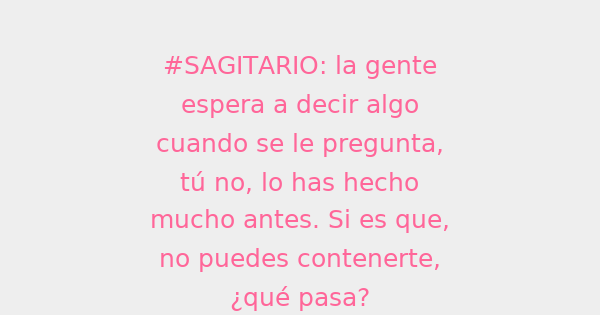 #SAGITARIO: la gente
espera a decir algo
cuando se le pregunta,
tú no, lo has hecho
mucho antes. Si es que,
no puedes contenerte,
¿qué pasa?